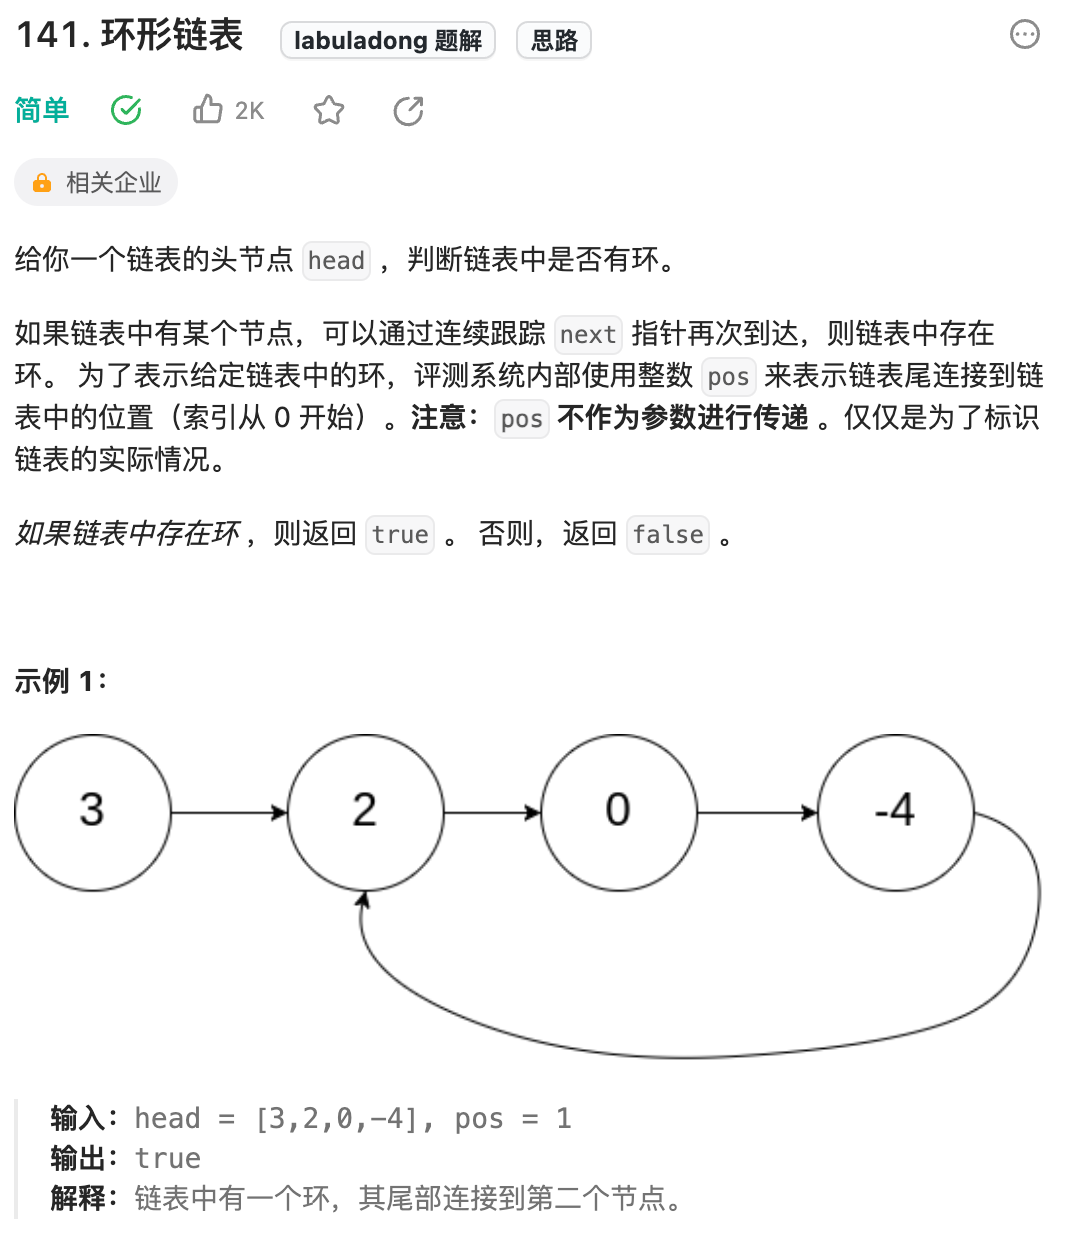 141. 环形链表 labuladong 题解 思路
简单 2K
相关企业
给你一个链表的头节点 head ，判断链表中是否有环。
如果链表中有某个节点，可以通过连续跟踪 next 指针再次到达，则链表中存在
环。 为了表示给定链表中的环，评测系统内部使用整数 pos 来表示链表尾连接到链
表中的位置（索引从 0 开始）。注意：pos 不作为参数进行传递 。仅仅是为了标识
链表的实际情况。
如果链表中存在环 ，则返回 true 。 否则，返回 false 。
示例 1：
3 2 0 -4
输入：head = [3,2,0,-4], pos = 1
输出：true
解释：链表中有一个环，其尾部连接到第二个节点。